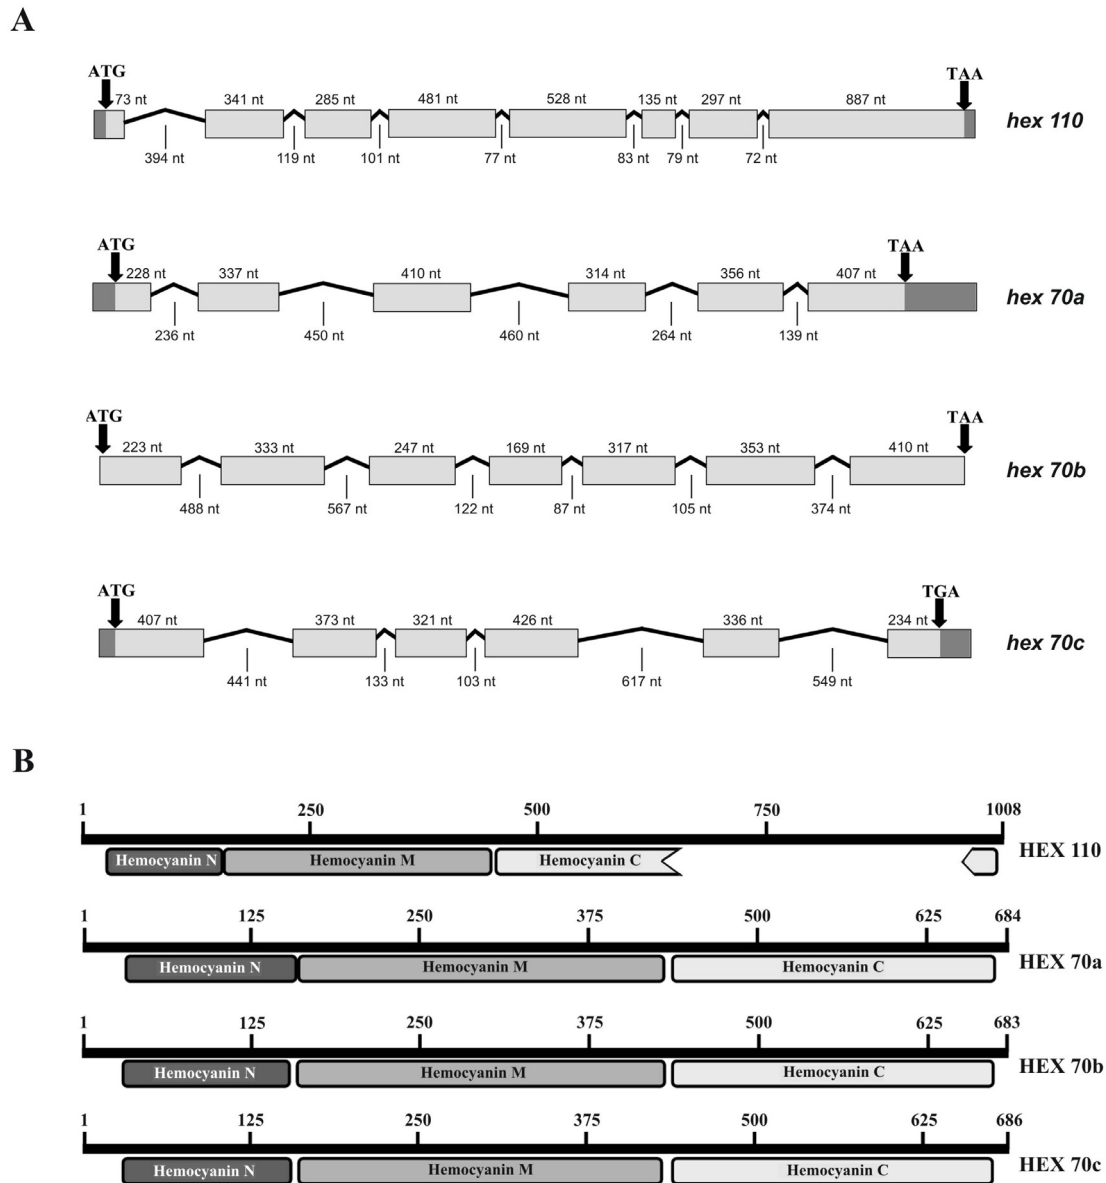 A
ATG TAA
73 nt 341 nt 285 nt 481 nt 528 nt 135 nt 297 nt 887 nt
hex 110
394 nt 119 nt 101 nt 77 nt 83 nt 79 nt 72 nt
ATG TAA
228 nt 337 nt 410 nt 314 nt 356 nt 407 nt
hex 70a
236 nt 450 nt 460 nt 264 nt 139 nt
ATG TAA
223 nt 333 nt 247 nt 169 nt 317 nt 353 nt 410 nt
hex 70b
488 nt 567 nt 122 nt 87 nt 105 nt 374 nt
ATG TGA
407 nt 373 nt 321 nt 426 nt 336 nt 234 nt
hex 70c
441 nt 133 nt 103 nt 617 nt 549 nt
B
1 250 500 750 1008
HEX 110
Hemocyanin N Hemocyanin M Hemocyanin C
1 125 250 375 500 625 684
HEX 70a
Hemocyanin N Hemocyanin M Hemocyanin C
1 125 250 375 500 625 683
HEX 70b
Hemocyanin N Hemocyanin M Hemocyanin C
1 125 250 375 500 625 686
HEX 70c
Hemocyanin N Hemocyanin M Hemocyanin C